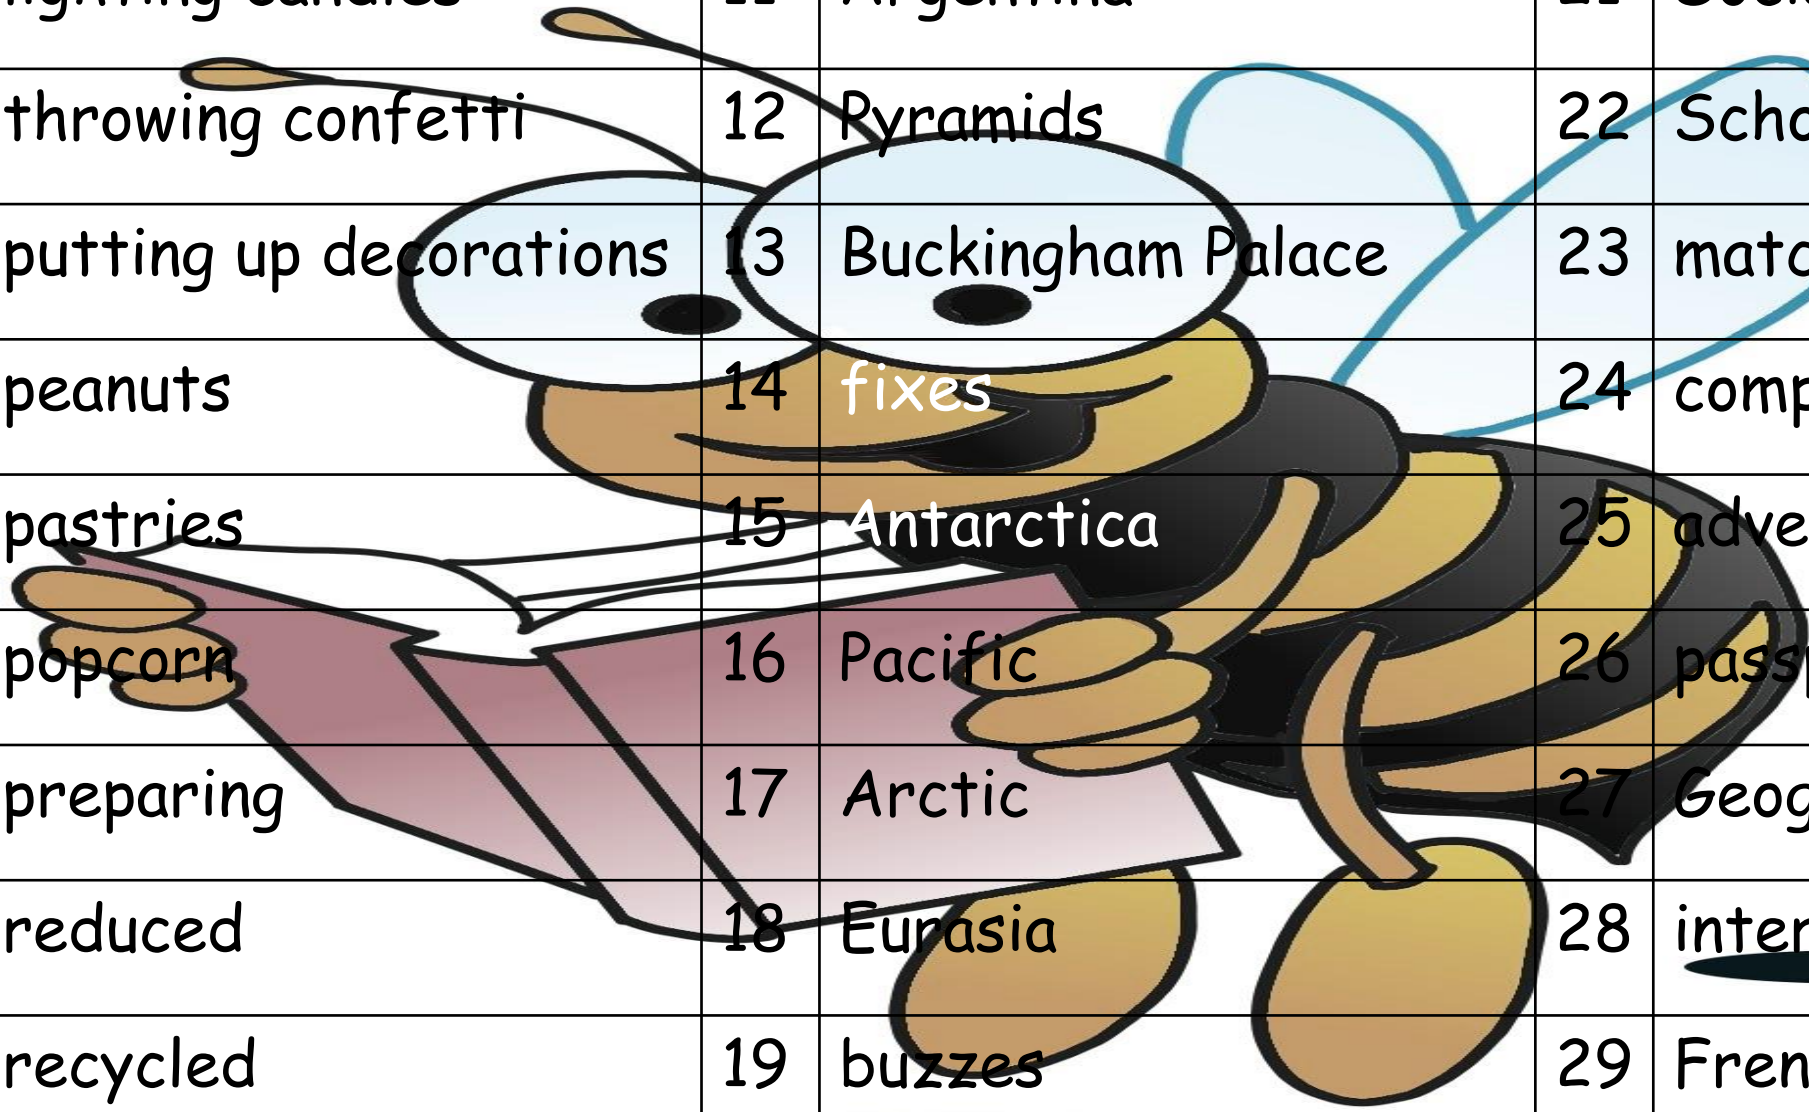 throwing confetti 12 Pyramids 22
putting up decorations 13 Buckingham Palace 23
peanuts 14 fixes 24
pastries 15 Antarctica 25
popcorn 16 Pacific 26
preparing 17 Arctic 27
reduced 18 Eurasia 28
recycled 19 buzzes 29